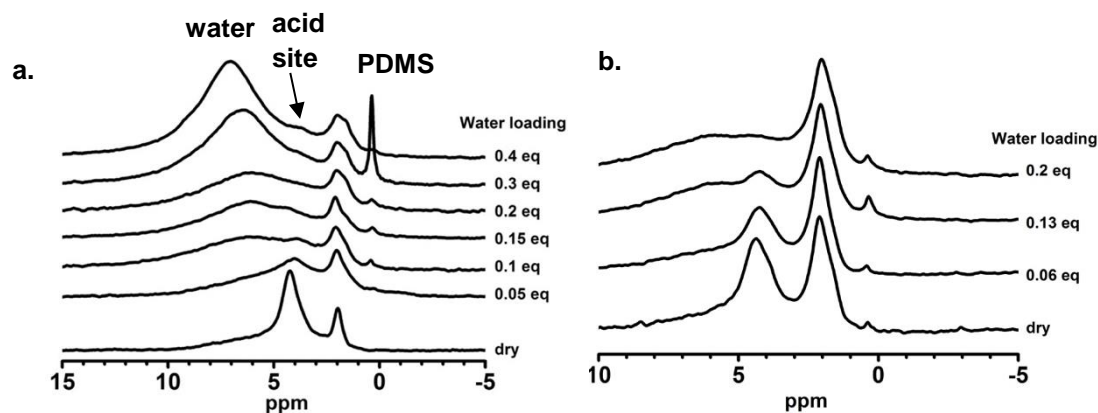 a.
water
acid
site
PDMS
Water loading
0.4 eq
0.3 eq
0.2 eq
0.15 eq
0.1 eq
0.05 eq
dry
15 10 5 0 -5
ppm
b.
Water loading
0.2 eq
0.13 eq
0.06 eq
dry
10 5 0 -5
ppm